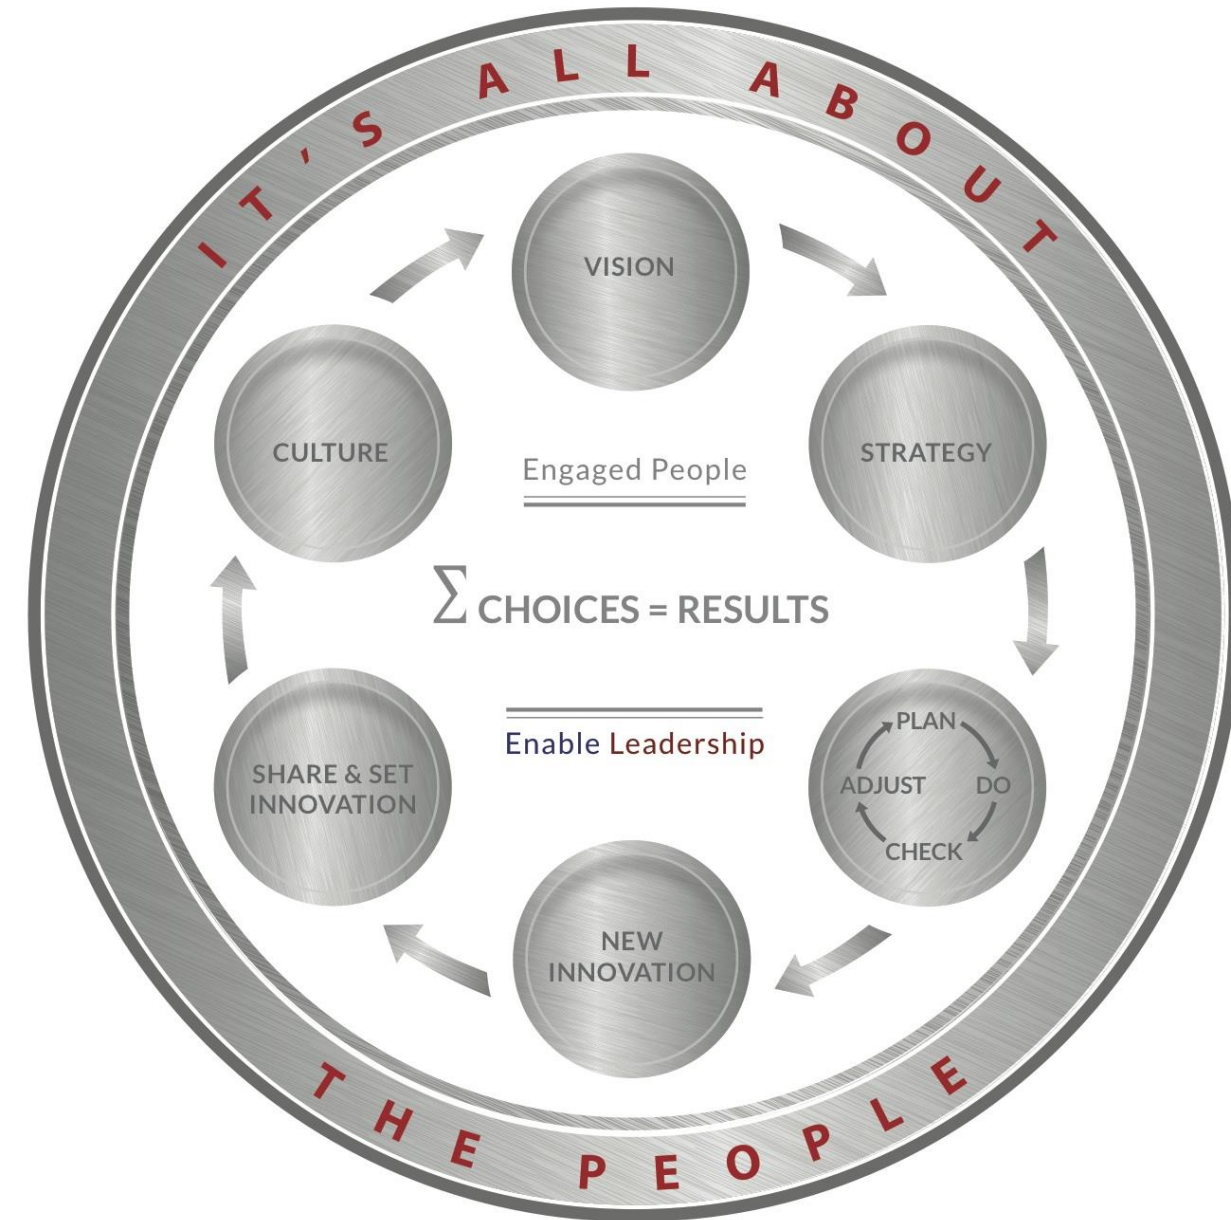 IT'S ALL ABOUT
VISION
STRATEGY
PLAN
DO
CHECK
ADJUST
NEW
INNOVATION
SHARE & SET
INNOVATION
CULTURE
Engaged People
∑ CHOICES = RESULTS
Enable Leadership
THE PEOPLE